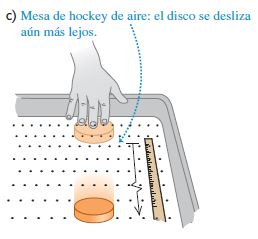 c) Mesa de hockey de aire: el disco se desliza
aún más lejos.